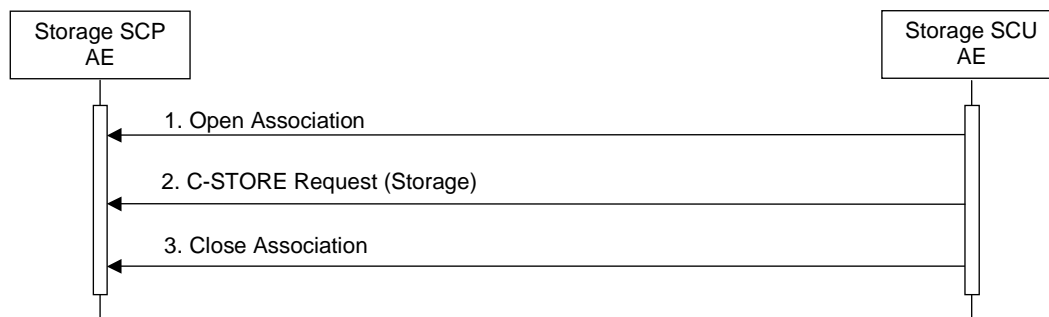 Storage SCP
AE
Storage SCU
AE
1. Open Association
2. C-STORE Request (Storage)
3. Close Association